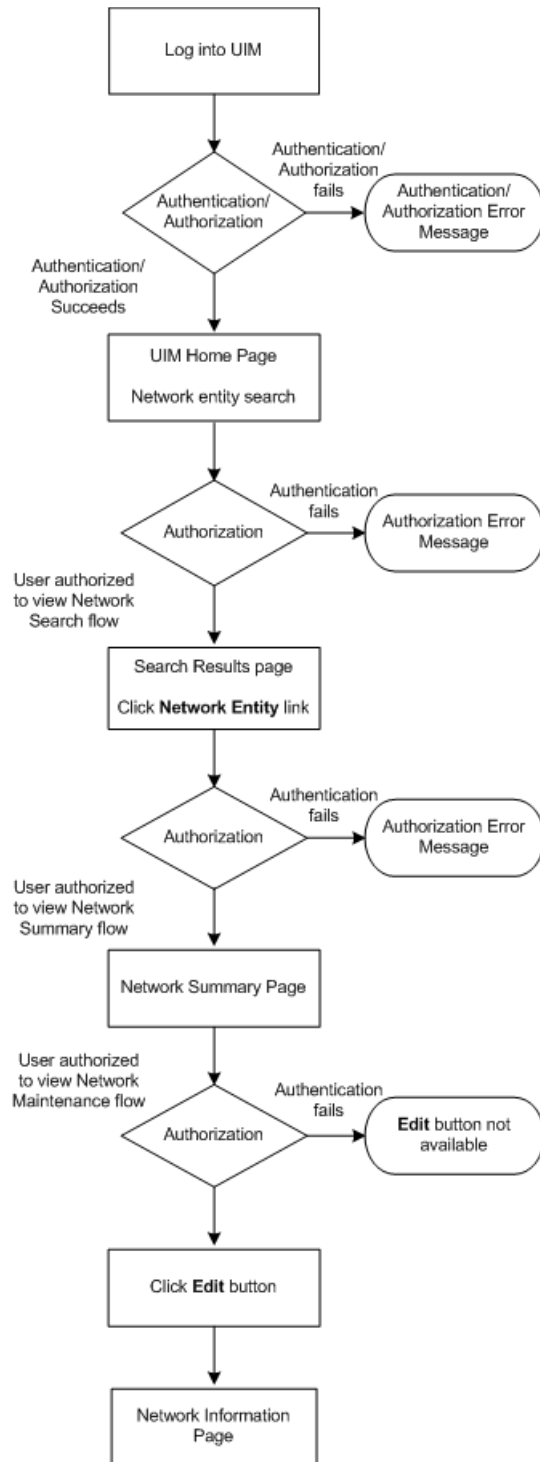 Log into UIM
Authentication/
Authorization
fails
Authentication/
Authorization
Authentication/
Authorization Error
Message
Authentication/
Authorization
Succeeds
UIM Home Page
Network entity search
Authentication
fails
Authorization
Authorization Error
Message
User authorized
to view Network
Search flow
Search Results page
Click Network Entity link
Authentication
fails
Authorization
Authorization Error
Message
User authorized
to view Network
Summary flow
Network Summary Page
User authorized
to view Network
Maintenance flow
Authentication
fails
Authorization
Edit button not
available
Click Edit button
Network Information
Page